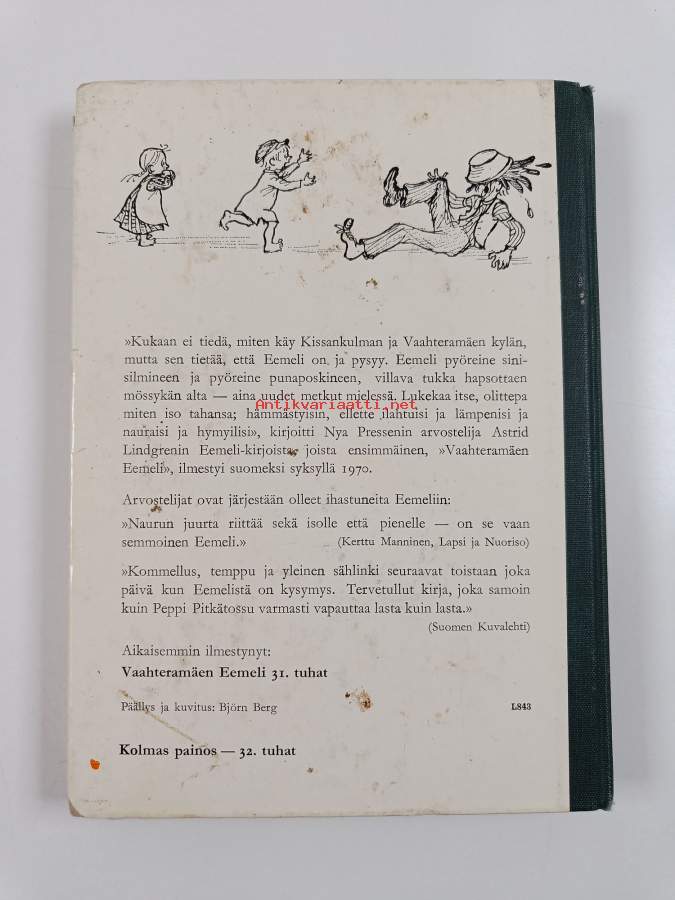 »Kukaan ei tiedä, miten käy Kissankulman ja Vaahteramäen kylän,
mutta sen tietää, että Eemeli on ja pysyy. Eemeli pyöreine sini-
silmineen ja pyöreine punaposkineen, villava tukka hapsottaen
mössykän alta — aina uudet metkut mielessä. Lukekaa itse, olittepa
Antikvariaatti.net
miten iso tahansa; hämmästyisin, ellette ilahtuisi ja lämpenisi ja
nauraisi ja hymyilisi», kirjoitti Nya Pressenin arvostelija Astrid
Lindgrenin Eemeli-kirjoista, joista ensimmäinen, »Vaahteramäen
Eemeli», ilmestyi suomeksi syksyllä 1970.
Arvostelijat ovat järjestään olleet ihastuneita Eemeliin:
»Naurun juurta riittää sekä isolle että pienelle — on se vaan
semmoinen Eemeli.» (Kerttu Manninen, Lapsi ja Nuoriso)
»Kommellus, temppu ja yleinen sählinki seuraavat toistaan joka
päivä kun Eemelistä on kysymys. Tervetullut kirja, joka samoin
kuin Peppi Pitkätossu varmasti vapauttaa lasta kuin lasta.»
(Suomen Kuvalehti)
Aikaisemmin ilmestynyt:
Vaahteramäen Eemeli 31. tuhat
Päällys ja kuvitus: Björn Berg L843
Kolmas painos — 32. tuhat